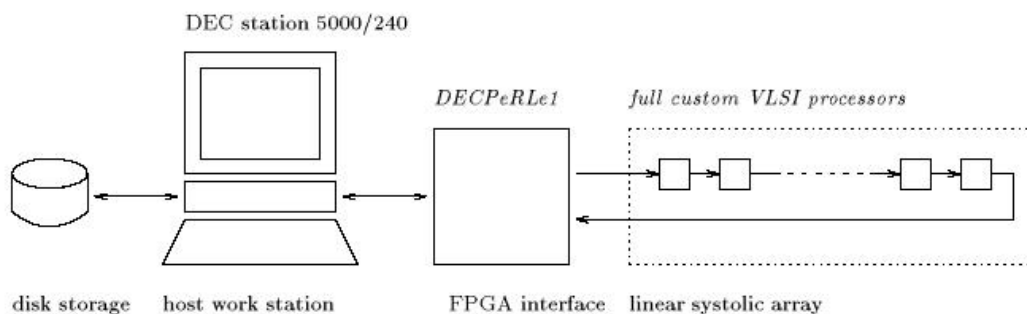 DEC station 5000/240
DECPeRLe1
full custom VLSI processors
disk storage
host work station
FPGA interface
linear systolic array